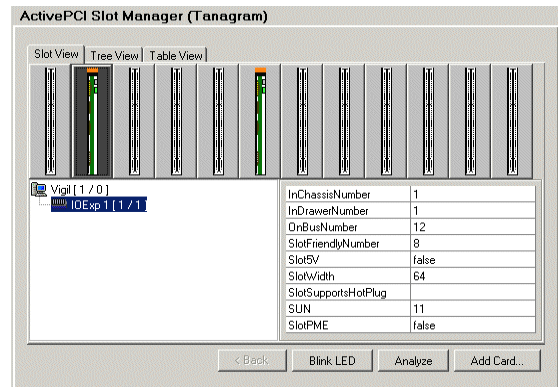 ActivePCI Slot Manager (Tanagram)
Slot View Tree View Table View
Vigil [ 1 / 0 ]
IOExp 1 [ 1 / 1 ]
InChassisNumber 1
InDrawerNumber 1
OnBusNumber 12
SlotFriendlyNumber 8
Slot5V false
SlotWidth 64
SlotSupportsHotPlug
SUN 11
SlotPME false
< Back Blink LED Analyze Add Card...